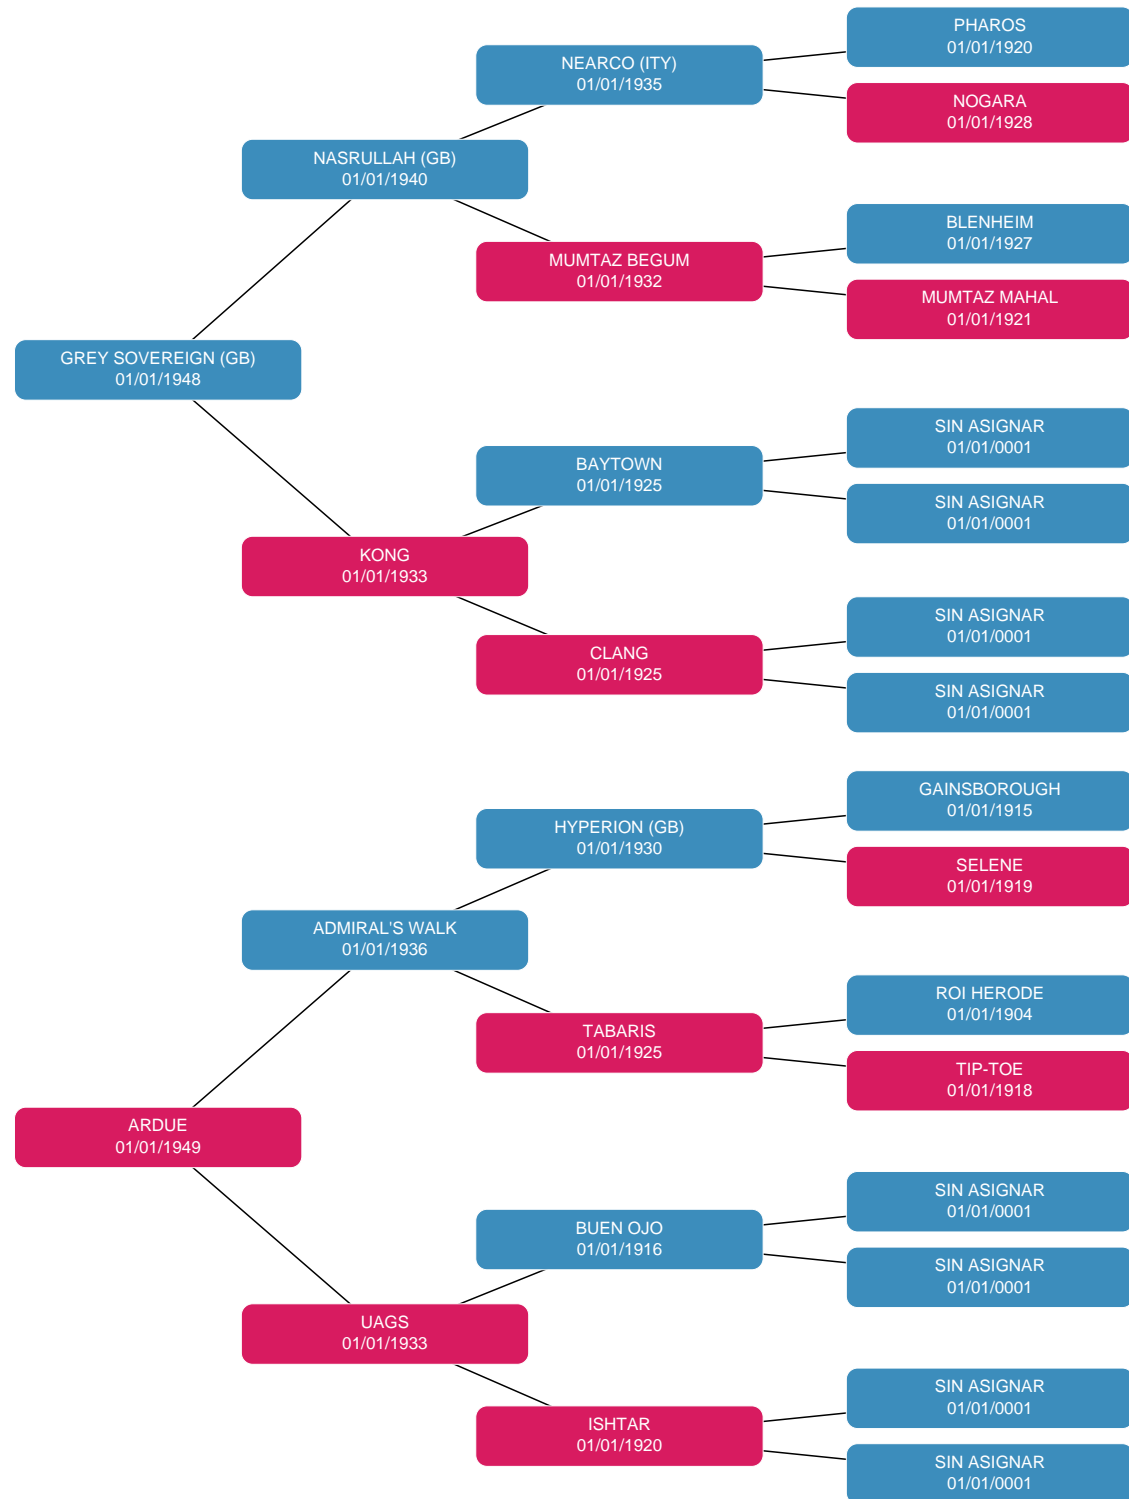 PHAROS
01/01/1920
NEARCO (ITY)
01/01/1935
NOGARA
01/01/1928
NASRULLAH (GB)
01/01/1940
BLENHEIM
01/01/1927
MUMTAZ BEGUM
01/01/1932
MUMTAZ MAHAL
01/01/1921
GREY SOVEREIGN (GB)
01/01/1948
SIN ASIGNAR
01/01/0001
BAYTOWN
01/01/1925
SIN ASIGNAR
01/01/0001
KONG
01/01/1933
SIN ASIGNAR
01/01/0001
CLANG
01/01/1925
SIN ASIGNAR
01/01/0001
GAINSBOROUGH
01/01/1915
HYPERION (GB)
01/01/1930
SELENE
01/01/1919
ADMIRAL'S WALK
01/01/1936
ROI HERODE
01/01/1904
TABARIS
01/01/1925
TIP-TOE
01/01/1918
ARDUE
01/01/1949
SIN ASIGNAR
01/01/0001
BUEN OJO
01/01/1916
SIN ASIGNAR
01/01/0001
UAGS
01/01/1933
SIN ASIGNAR
01/01/0001
ISHTAR
01/01/1920
SIN ASIGNAR
01/01/0001